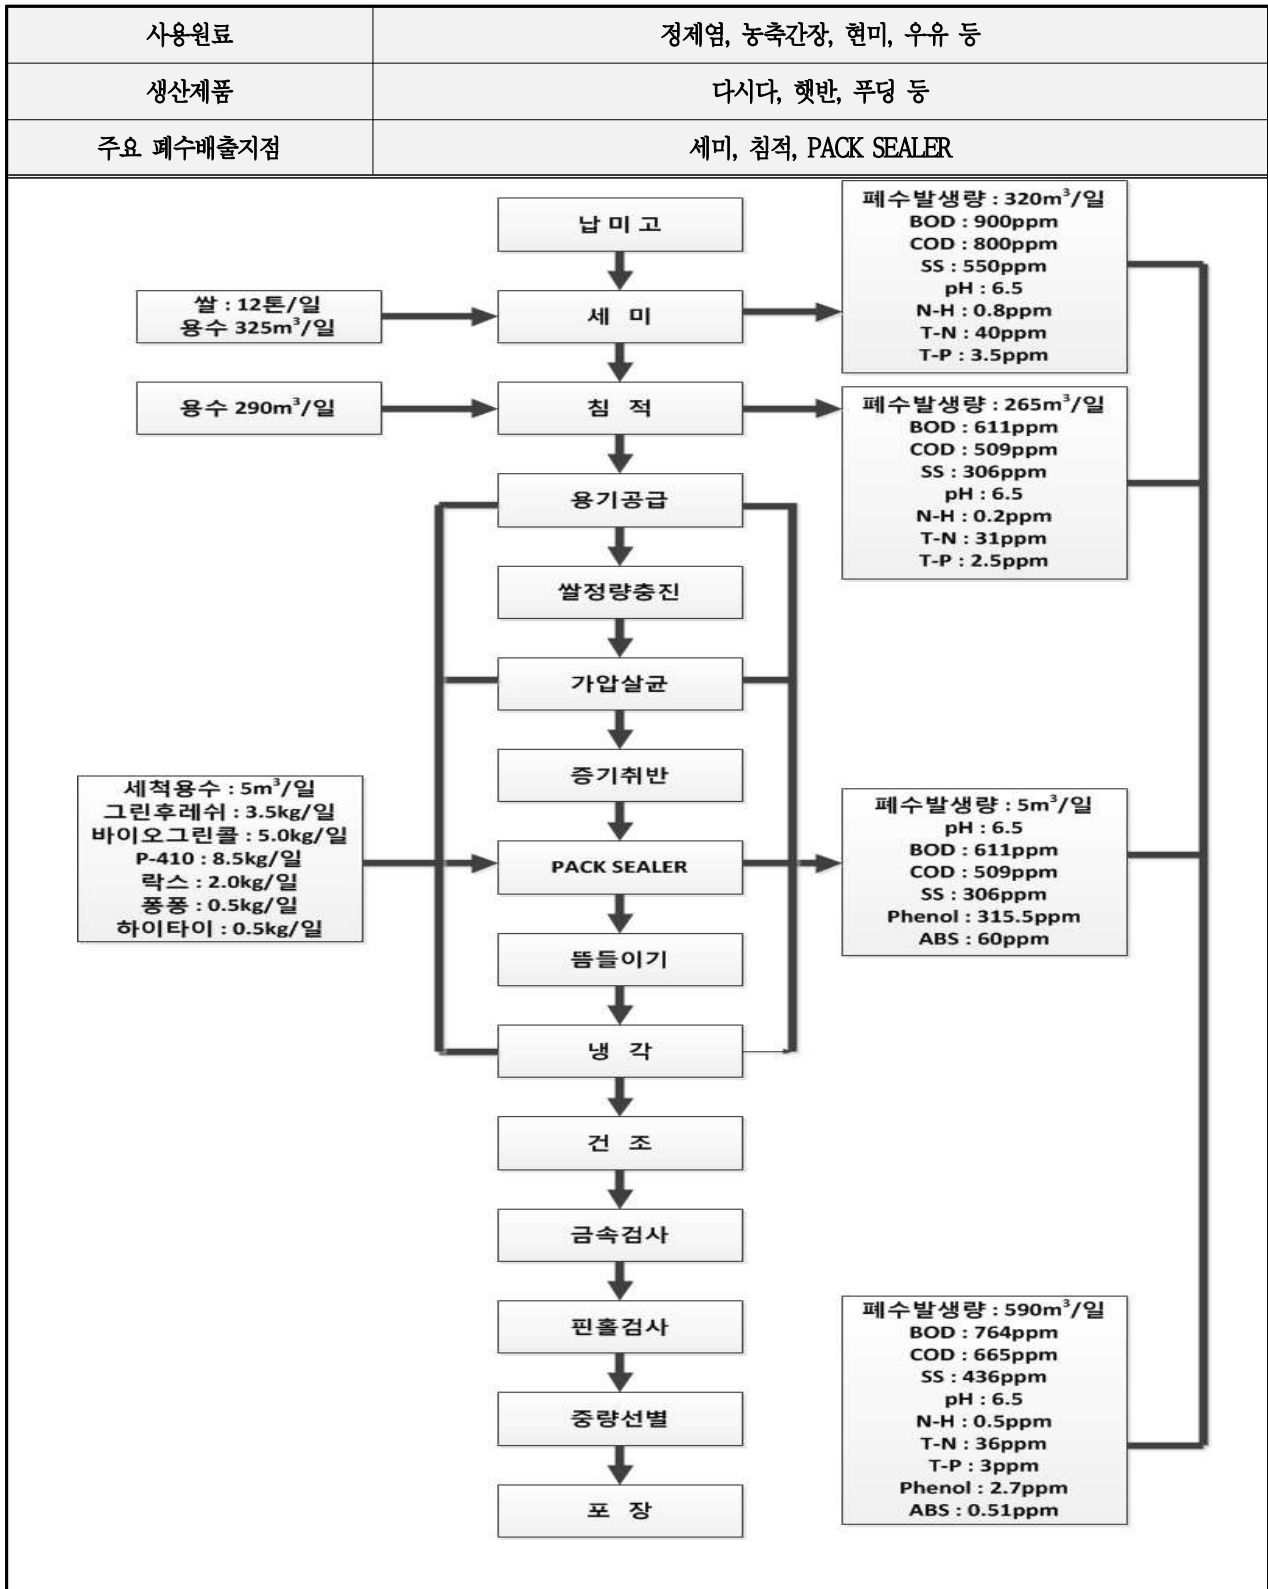 사용원료 정제염, 농축간장, 현미, 우유 등
생산제품 다시다, 햇반, 푸딩 등
주요 폐수배출지점 세미, 침적, PACK SEALER
납 미 고
폐수발생량 : 320m³/일
BOD : 900ppm
COD : 800ppm
SS : 550ppm
pH : 6.5
N-H : 0.8ppm
T-N : 40ppm
T-P : 3.5ppm
쌀 : 12톤/일
용수 325m³/일
세 미
용수 290m³/일
침 적
폐수발생량 : 265m³/일
BOD : 611ppm
COD : 509ppm
SS : 306ppm
pH : 6.5
N-H : 0.2ppm
T-N : 31ppm
T-P : 2.5ppm
용기공급
쌀정량충진
가압살균
증기취반
세척용수 : 5m³/일
그린후레쉬 : 3.5kg/일
바이오그린콜 : 5.0kg/일
P-410 : 8.5kg/일
락스 : 2.0kg/일
퐁퐁 : 0.5kg/일
하이타이 : 0.5kg/일
PACK SEALER
폐수발생량 : 5m³/일
pH : 6.5
BOD : 611ppm
COD : 509ppm
SS : 306ppm
Phenol : 315.5ppm
ABS : 60ppm
뜸들이기
냉 각
건 조
금속검사
핀홀검사
중량선별
포 장
폐수발생량 : 590m³/일
BOD : 764ppm
COD : 665ppm
SS : 436ppm
pH : 6.5
N-H : 0.5ppm
T-N : 36ppm
T-P : 3ppm
Phenol : 2.7ppm
ABS : 0.51ppm